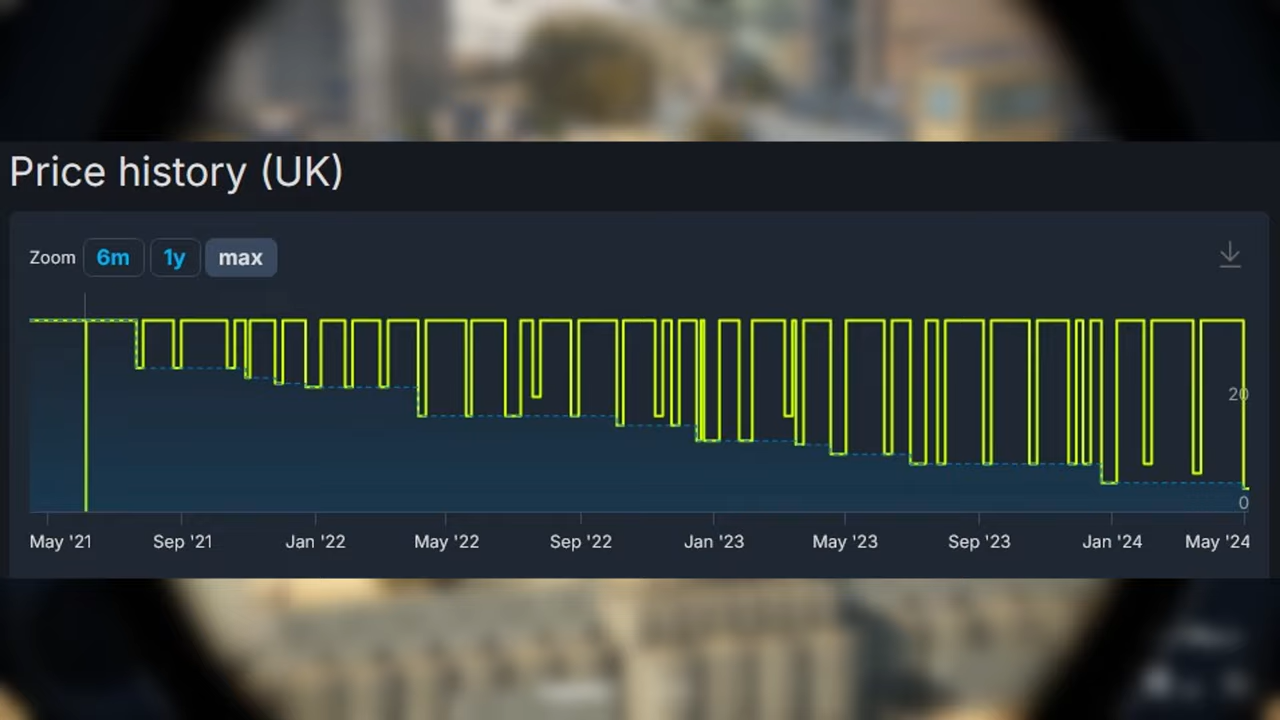 Price history (UK)
Zoom 6m 1y max
20
0
May '21 Sep '21 Jan '22 May '22 Sep '22 Jan '23 May '23 Sep '23 Jan '24 May '24